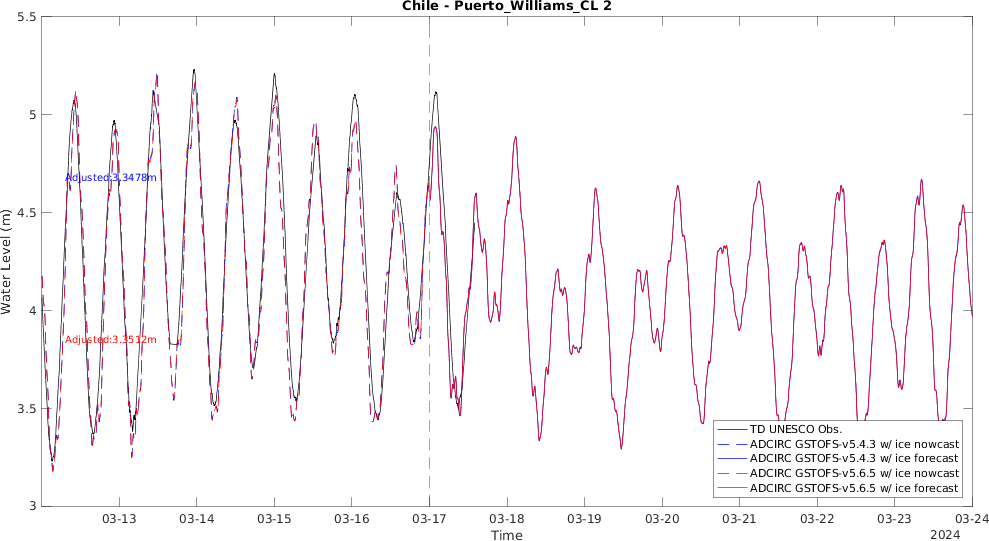 Chile - Puerto_Williams_CL 2
5.5
5
4.5
4
3.5
3
Water Level (m)
Adjusted:3.3478m
Adjusted:3.3512m
TD UNESCO Obs.
ADCIRC GSTOFS-v5.4.3 w/ ice nowcast
ADCIRC GSTOFS-v5.4.3 w/ ice forecast
ADCIRC GSTOFS-v5.6.5 w/ ice nowcast
ADCIRC GSTOFS-v5.6.5 w/ ice forecast
03-13 03-14 03-15 03-16 03-17 03-18 03-19 03-20 03-21 03-22 03-23 03-24
Time
2024